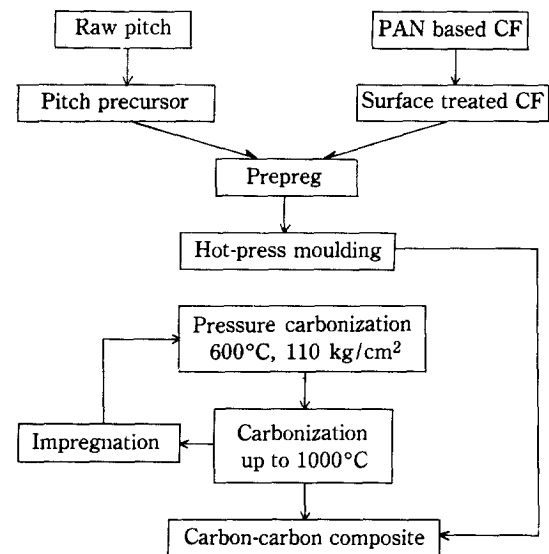 Raw pitch
PAN based CF
Pitch precursor
Surface treated CF
Prepreg
Hot-press moulding
Pressure carbonization
600°C, 110 kg/cm²
Impregnation
Carbonization
up to 1000°C
Carbon-carbon composite